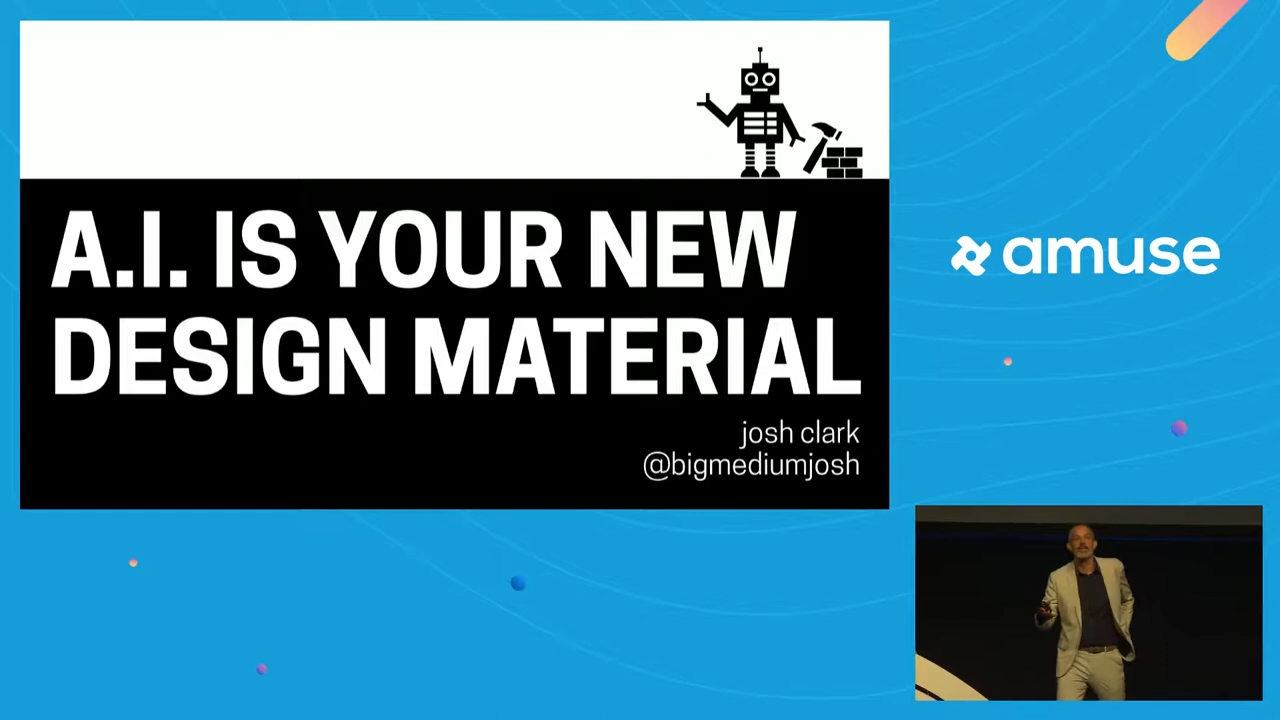 A.I. IS YOUR NEW
DESIGN MATERIAL
josh clark
@bigmediumjosh
amuse